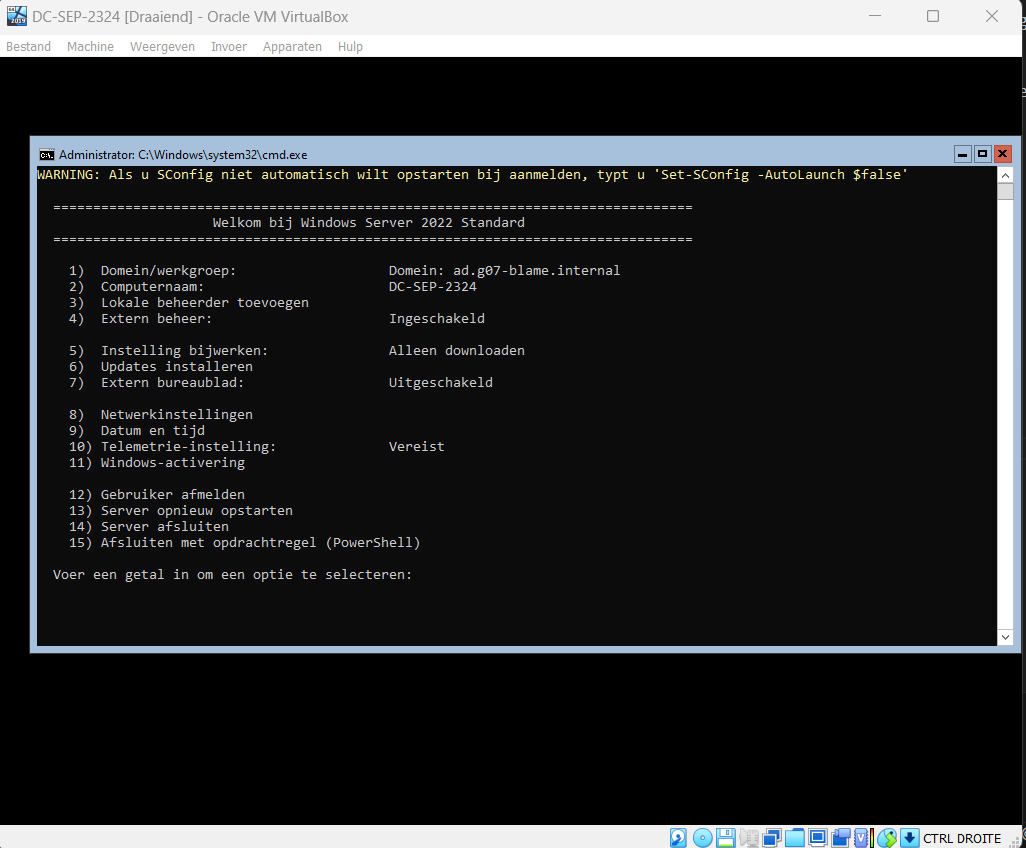 DC-SEP-2324 [Draaiend] - Oracle VM VirtualBox
Bestand Machine Weergeven Invoer Apparaten Hulp
Administrator: C:\Windows\system32\cmd.exe
WARNING: Als u SConfig niet automatisch wilt opstarten bij aanmelden, typt u 'Set-SConfig -AutoLaunch $false'
================================================================================
Welkom bij Windows Server 2022 Standard
================================================================================
1) Domein/werkgroep: Domein: ad.g07-blame.internal
2) Computernaam: DC-SEP-2324
3) Lokale beheerder toevoegen
4) Extern beheer: Ingeschakeld
5) Instelling bijwerken: Alleen downloaden
6) Updates installeren
7) Extern bureaublad: Uitgeschakeld
8) Netwerkinstellingen
9) Datum en tijd
10) Telemetrie-instelling: Vereist
11) Windows-activering
12) Gebruiker afmelden
13) Server opnieuw opstarten
14) Server afsluiten
15) Afsluiten met opdrachtregel (PowerShell)
Voer een getal in om een optie te selecteren:
CTRL DROITE